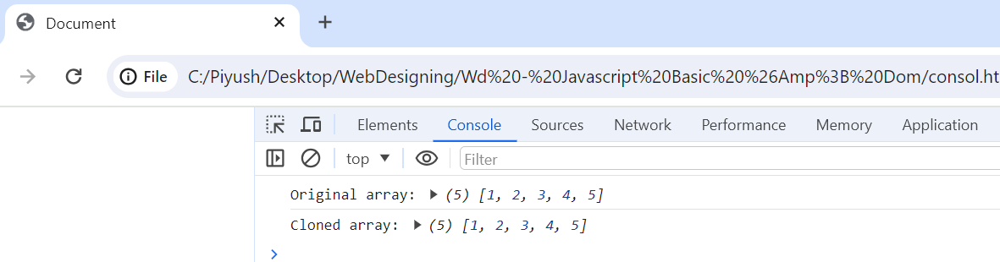 Document
File C:/Piyush/Desktop/WebDesigning/Wd%20-%20Javascript%20Basic%20%26Amp%3B%20Dom/consol.ht
Elements Console Sources Network Performance Memory Application
top Filter
Original array: (5) [1, 2, 3, 4, 5]
Cloned array: (5) [1, 2, 3, 4, 5]